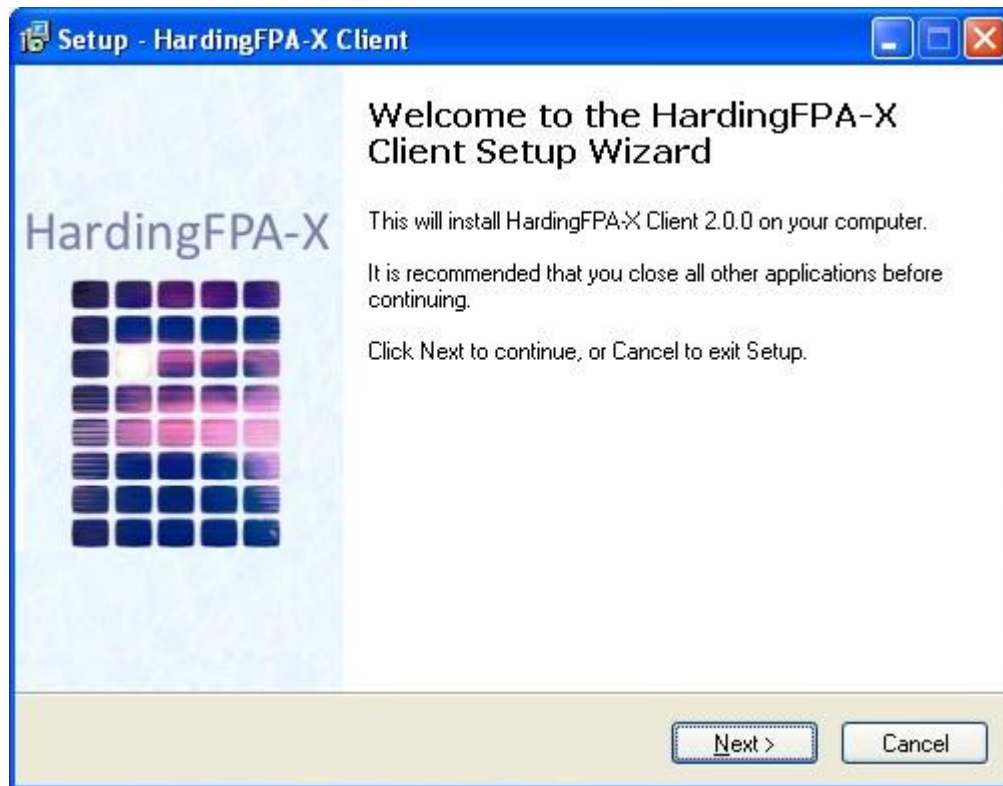 Setup - HardingFPA-X Client
HardingFPA-X
Welcome to the HardingFPA-X
Client Setup Wizard
This will install HardingFPA-X Client 2.0.0 on your computer.
It is recommended that you close all other applications before
continuing.
Click Next to continue, or Cancel to exit Setup.
Next >
Cancel